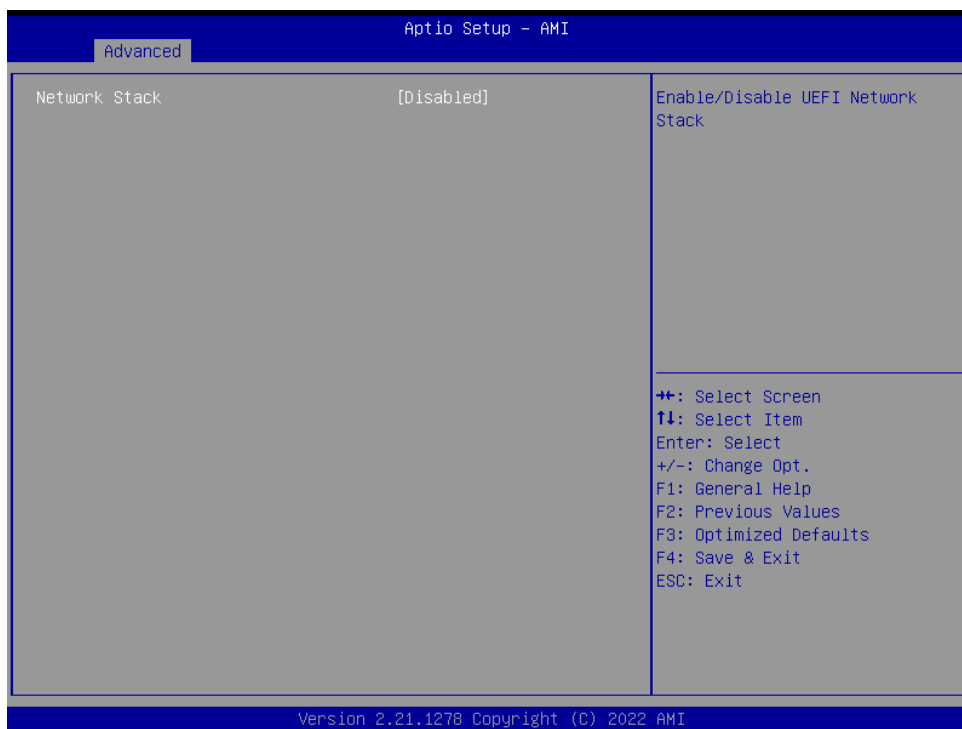 Aptio Setup – AMI
Advanced
Network Stack [Disabled]
Enable/Disable UEFI Network
Stack
→←: Select Screen
↑↓: Select Item
Enter: Select
+/-: Change Opt.
F1: General Help
F2: Previous Values
F3: Optimized Defaults
F4: Save & Exit
ESC: Exit
Version 2.21.1278 Copyright (C) 2022 AMI